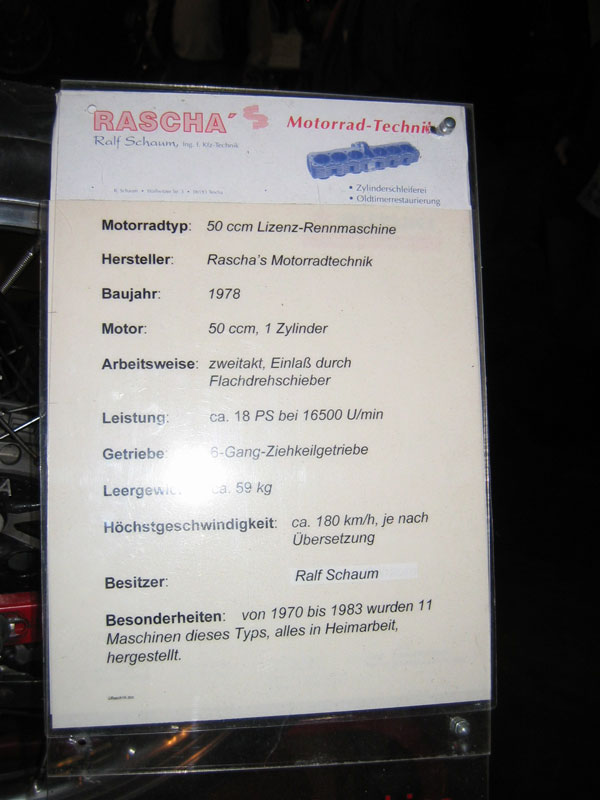 RASCHA'S Motorrad-Technik
Ralf Schaum, Ing. f. Kfz-Technik
• Zylinderschleiferei
• Oldtimerrestaurierung
Motorradtyp: 50 ccm Lizenz-Rennmaschine
Hersteller: Rascha's Motorradtechnik
Baujahr: 1978
Motor: 50 ccm, 1 Zylinder
Arbeitsweise: zweitakt, Einlaß durch
Flachdrehschieber
Leistung: ca. 18 PS bei 16500 U/min
Getriebe: 6-Gang-Ziehkeilgetriebe
ca. 59 kg
Höchstgeschwindigkeit: ca. 180 km/h, je nach
Übersetzung
Besitzer: Ralf Schaum
Besonderheiten: von 1970 bis 1983 wurden 11
Maschinen dieses Typs, alles in Heimarbeit,
hergestellt.